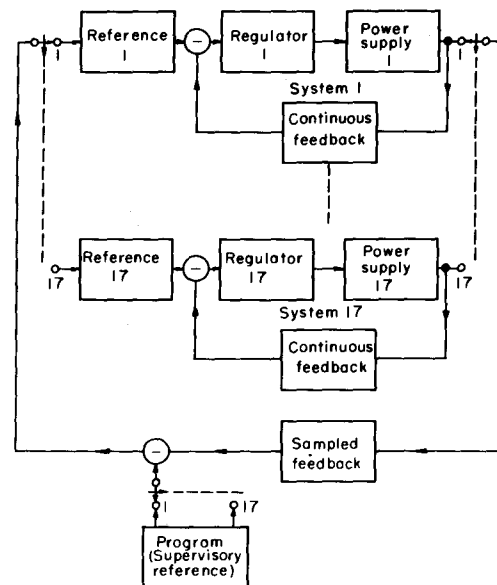 Reference
1
−
Regulator
1
Power
supply
1
1
1
System 1
Continuous
feedback
17
Reference
17
−
Regulator
17
Power
supply
17
17
System 17
Continuous
feedback
−
Sampled
feedback
1
17
Program
(Supervisory
reference)